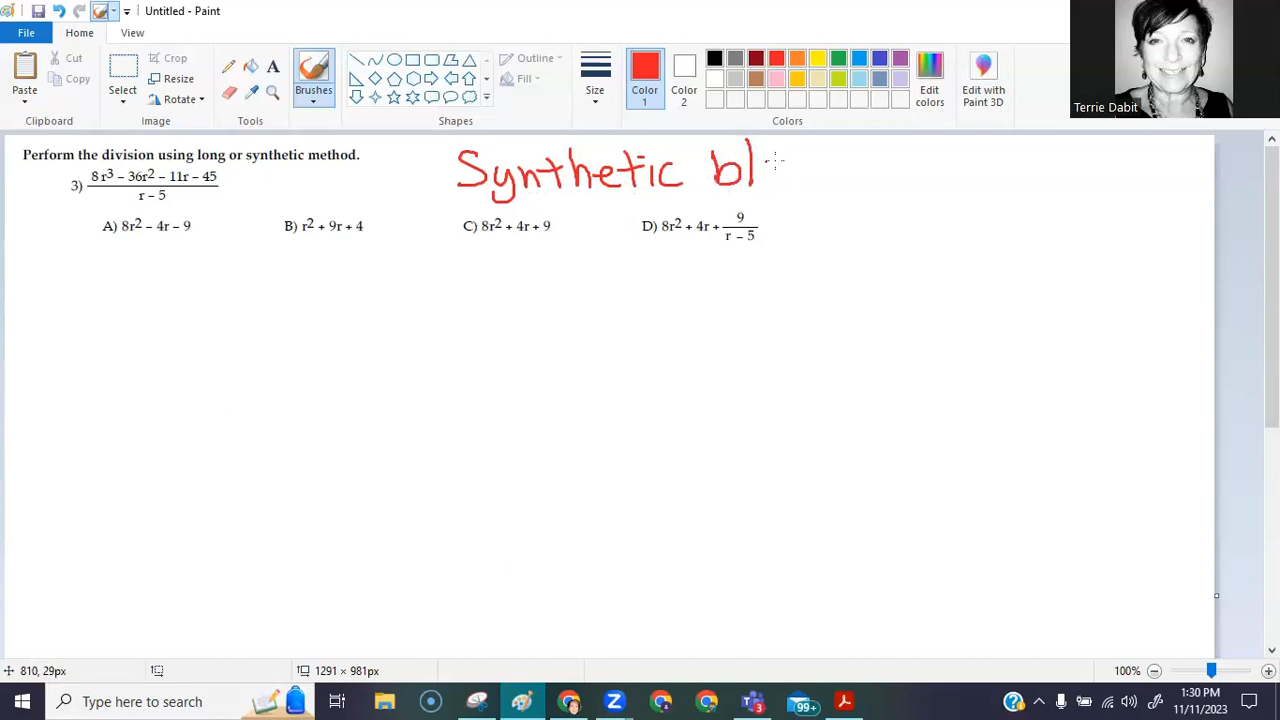 Untitled - Paint
File
Home
View
Paste
Cut
Copy
Clipboard
Select
Crop
Resize
Rotate
Image
Tools
Brushes
Outline
Fill
Shapes
Size
Color 1
Color 2
Edit colors
Edit with Paint 3D
Colors
Terrie Dabit
Perform the division using long or synthetic method.
Synthetic bl
3) (8r³ − 36r² − 11r − 45)/(r − 5)
A) 8r² − 4r − 9 B) r² + 9r + 4 C) 8r² + 4r + 9 D) 8r² + 4r + 9/(r − 5)
810, 29px
1291 × 981px
100%
Type here to search
3
99+
1:30 PM
11/11/2023